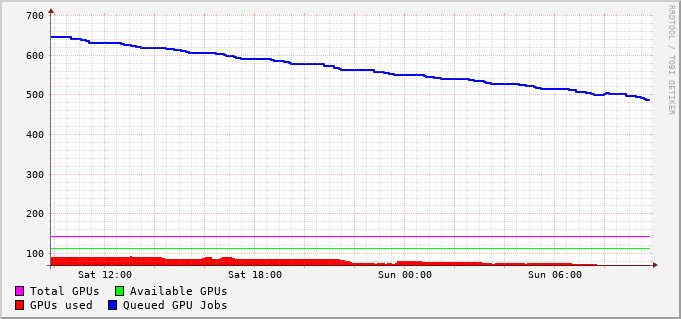 700
600
500
400
300
200
100
Sat 12:00 Sat 18:00 Sun 00:00 Sun 06:00
Total GPUs Available GPUs
GPUs used Queued GPU Jobs
RRDTOOL / TOBI OETIKER